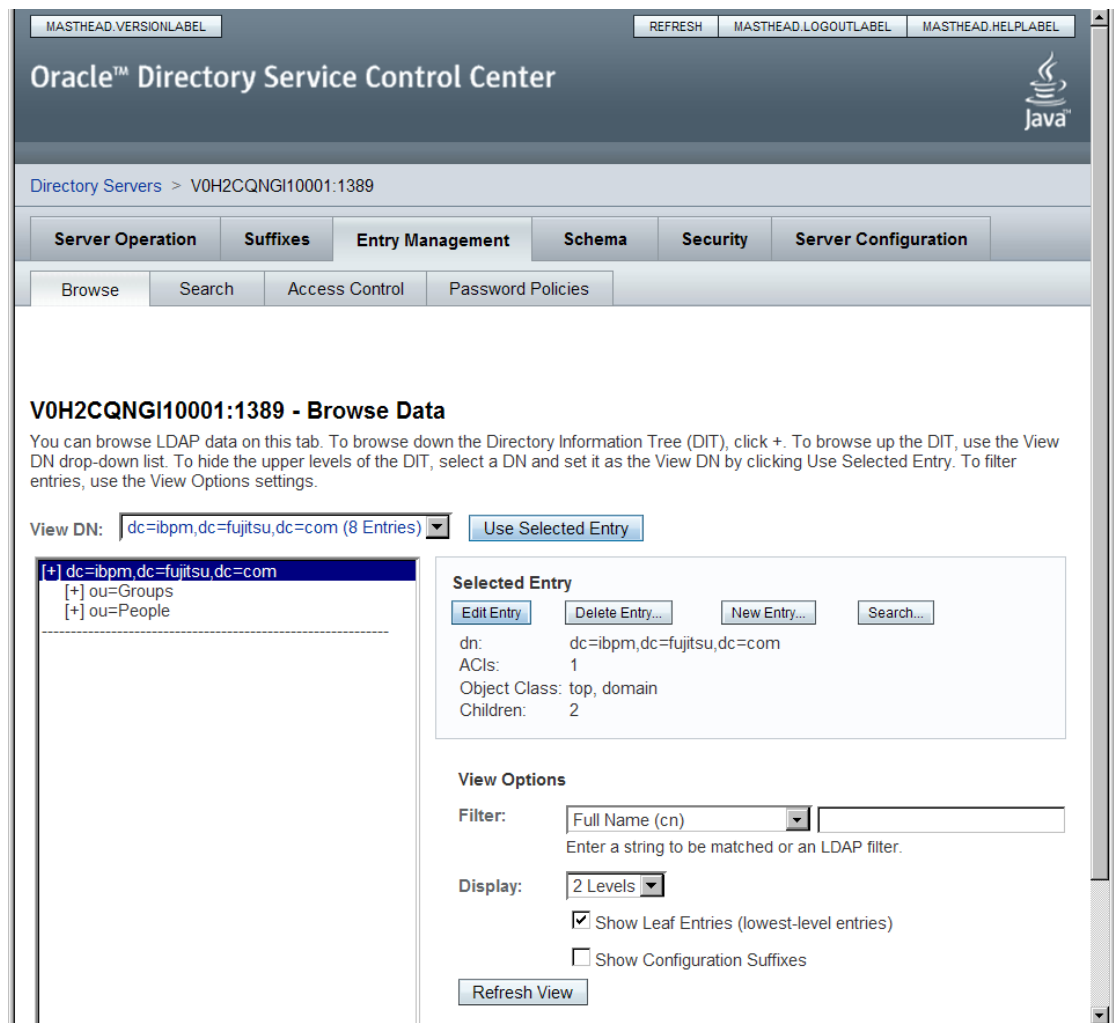 MASTHEAD.VERSIONLABEL
REFRESH MASTHEAD.LOGOUTLABEL MASTHEAD.HELPLABEL
Oracle™ Directory Service Control Center
Java™
Directory Servers > V0H2CQNGI10001:1389
Server Operation Suffixes Entry Management Schema Security Server Configuration
Browse Search Access Control Password Policies
V0H2CQNGI10001:1389 - Browse Data
You can browse LDAP data on this tab. To browse down the Directory Information Tree (DIT), click +. To browse up the DIT, use the View
DN drop-down list. To hide the upper levels of the DIT, select a DN and set it as the View DN by clicking Use Selected Entry. To filter
entries, use the View Options settings.
View DN: dc=ibpm,dc=fujitsu,dc=com (8 Entries) Use Selected Entry
[+] dc=ibpm,dc=fujitsu,dc=com
[+] ou=Groups
[+] ou=People
Selected Entry
Edit Entry Delete Entry... New Entry... Search...
dn: dc=ibpm,dc=fujitsu,dc=com
ACIs: 1
Object Class: top, domain
Children: 2
View Options
Filter: Full Name (cn)
Enter a string to be matched or an LDAP filter.
Display: 2 Levels
Show Leaf Entries (lowest-level entries)
Show Configuration Suffixes
Refresh View